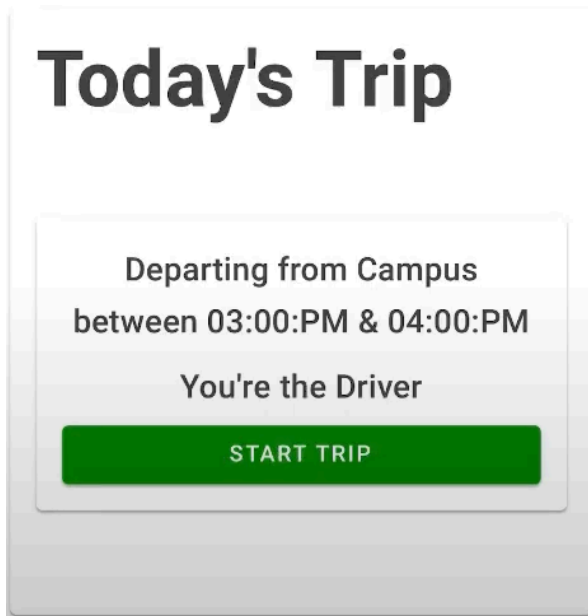 Today's Trip
Departing from Campus
between 03:00:PM & 04:00:PM
You're the Driver
START TRIP